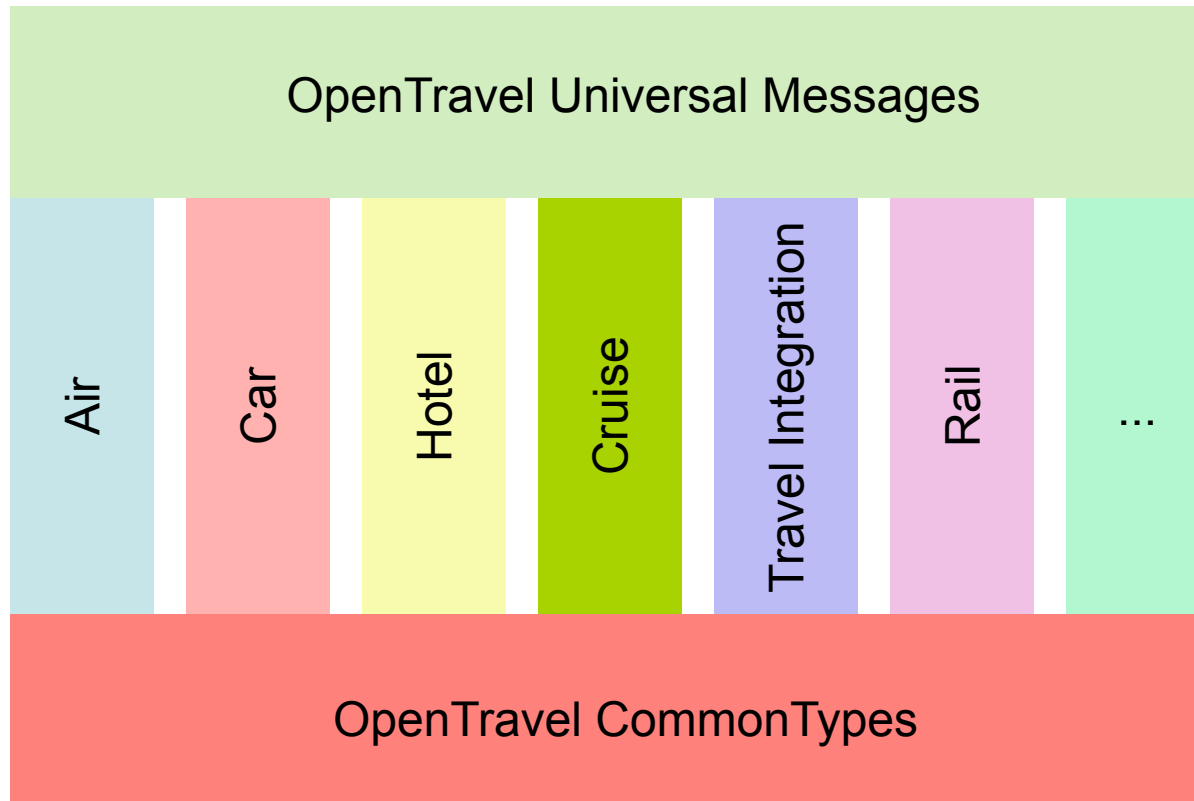 OpenTravel Universal Messages
Air
Car
Hotel
Cruise
Travel Integration
Rail
...
OpenTravel CommonTypes